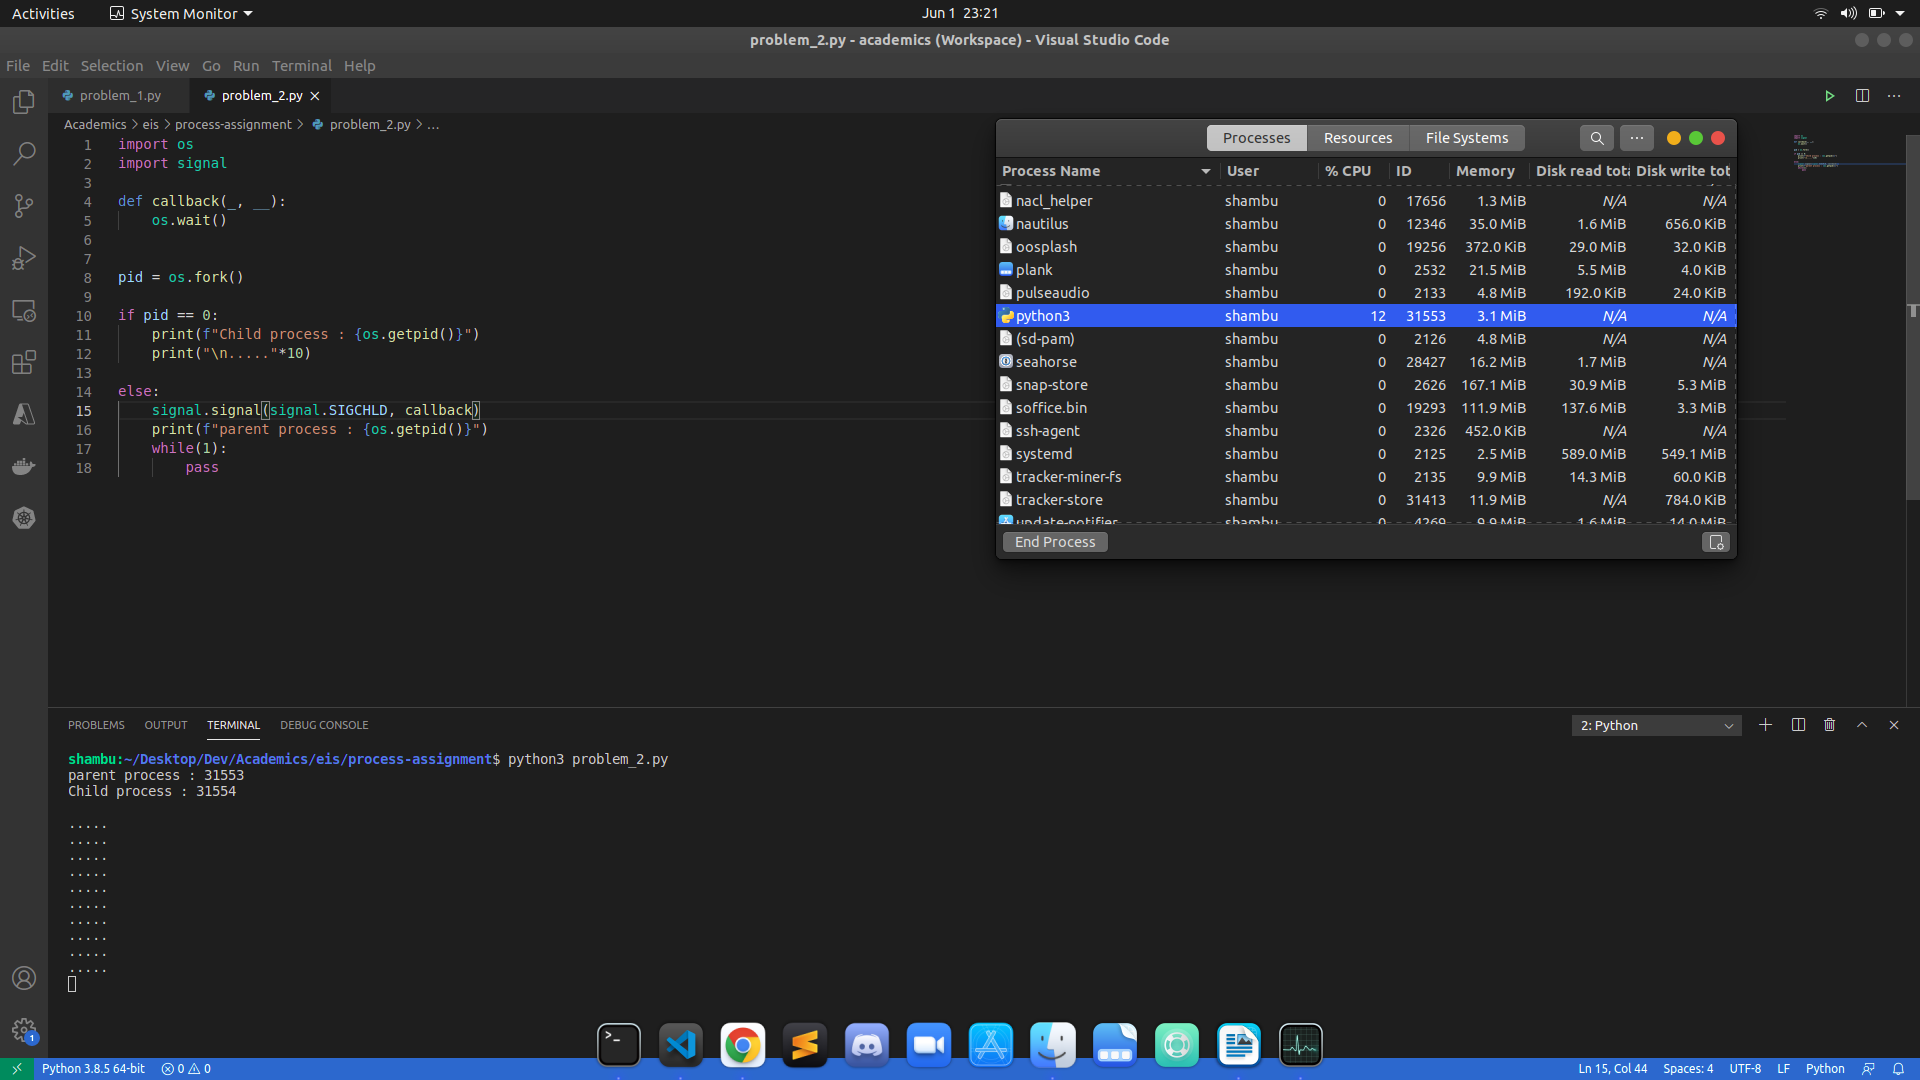 Activities
System Monitor
Jun 1 23:21
problem_2.py - academics (Workspace) - Visual Studio Code
File Edit Selection View Go Run Terminal Help
problem_1.py
problem_2.py
Academics > eis > process-assignment > problem_2.py > ...
1 import os
2 import signal
3
4 def callback(_, __):
5 os.wait()
6
7
8 pid = os.fork()
9
10 if pid == 0:
11 print(f"Child process : {os.getpid()}")
12 print("\n....."*10)
13
14 else:
15 signal.signal(signal.SIGCHLD, callback)
16 print(f"parent process : {os.getpid()}")
17 while(1):
18 pass
Processes Resources File Systems
Process Name User % CPU ID Memory Disk read tota Disk write tot
nacl_helper shambu 0 17656 1.3 MiB N/A N/A
nautilus shambu 0 12346 35.0 MiB 1.6 MiB 656.0 KiB
oosplash shambu 0 19256 372.0 KiB 29.0 MiB 32.0 KiB
plank shambu 0 2532 21.5 MiB 5.5 MiB 4.0 KiB
pulseaudio shambu 0 2133 4.8 MiB 192.0 KiB 24.0 KiB
python3 shambu 12 31553 3.1 MiB N/A N/A
(sd-pam) shambu 0 2126 4.8 MiB N/A N/A
seahorse shambu 0 28427 16.2 MiB 1.7 MiB N/A
snap-store shambu 0 2626 167.1 MiB 30.9 MiB 5.3 MiB
soffice.bin shambu 0 19293 111.9 MiB 137.6 MiB 3.3 MiB
ssh-agent shambu 0 2326 452.0 KiB N/A N/A
systemd shambu 0 2125 2.5 MiB 589.0 MiB 549.1 MiB
tracker-miner-fs shambu 0 2135 9.9 MiB 14.3 MiB 60.0 KiB
tracker-store shambu 0 31413 11.9 MiB N/A 784.0 KiB
update-notifier shambu 0 4269 9.9 MiB 1.6 MiB 14.0 MiB
End Process
PROBLEMS OUTPUT TERMINAL DEBUG CONSOLE
2: Python
shambu:~/Desktop/Dev/Academics/eis/process-assignment$ python3 problem_2.py
parent process : 31553
Child process : 31554
.....
.....
.....
.....
.....
.....
.....
.....
.....
.....
1
Python 3.8.5 64-bit 0 0
Ln 15, Col 44 Spaces: 4 UTF-8 LF Python